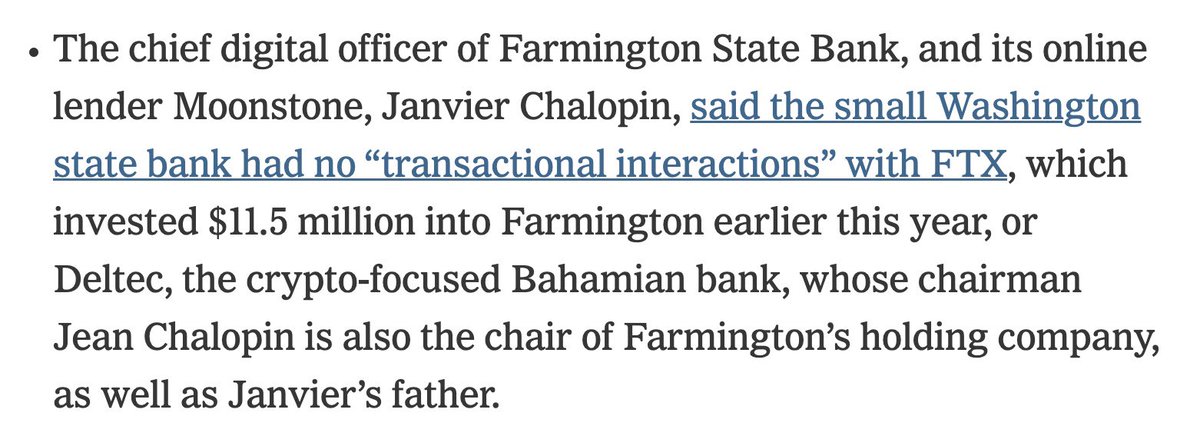 • The chief digital officer of Farmington State Bank, and its online
lender Moonstone, Janvier Chalopin, said the small Washington
state bank had no “transactional interactions” with FTX, which
invested $11.5 million into Farmington earlier this year, or
Deltec, the crypto-focused Bahamian bank, whose chairman
Jean Chalopin is also the chair of Farmington’s holding company,
as well as Janvier’s father.